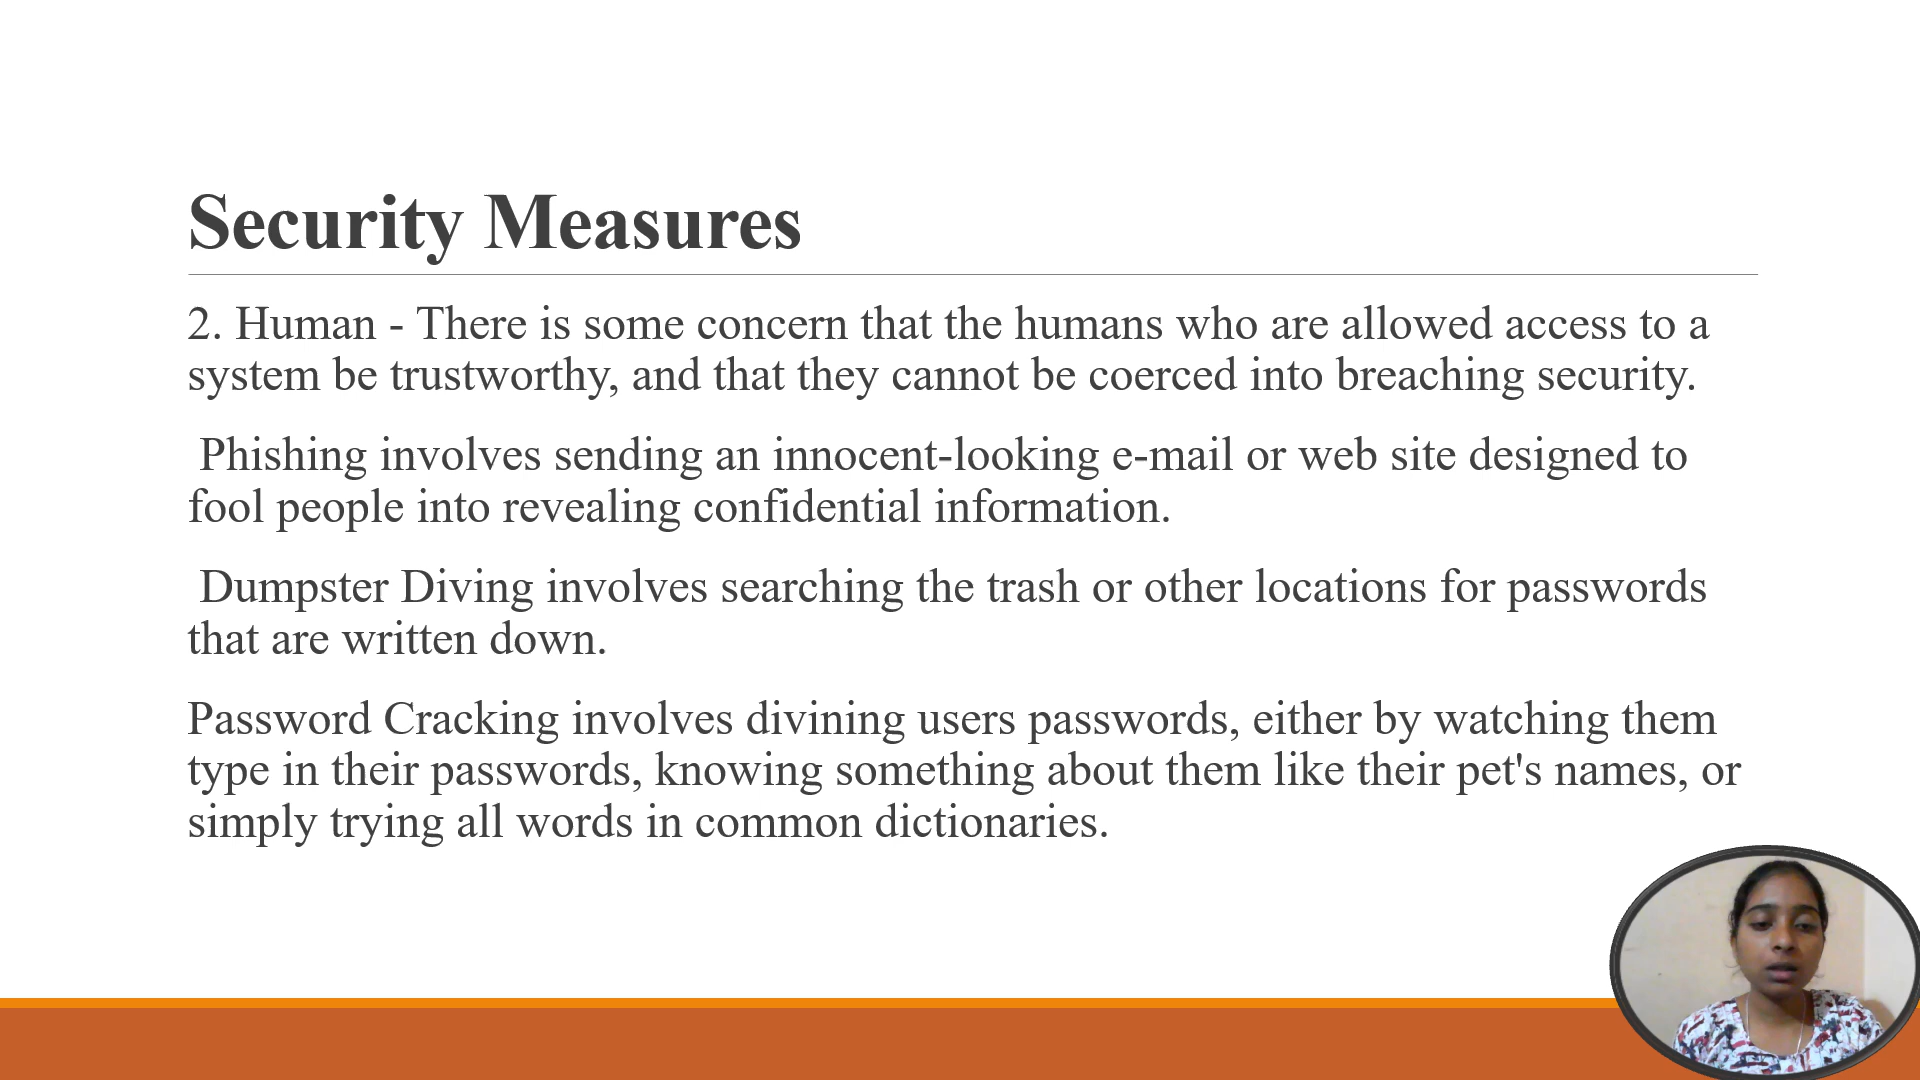 Security Measures
2. Human - There is some concern that the humans who are allowed access to a
system be trustworthy, and that they cannot be coerced into breaching security.
Phishing involves sending an innocent-looking e-mail or web site designed to
fool people into revealing confidential information.
Dumpster Diving involves searching the trash or other locations for passwords
that are written down.
Password Cracking involves divining users passwords, either by watching them
type in their passwords, knowing something about them like their pet's names, or
simply trying all words in common dictionaries.